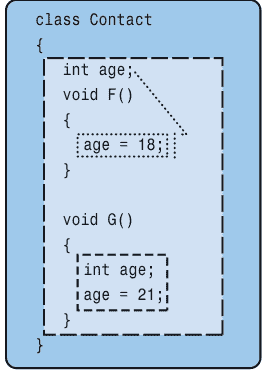 class Contact
{
int age;
void F()
{
age = 18;
}
void G()
{
int age;
age = 21;
}
}